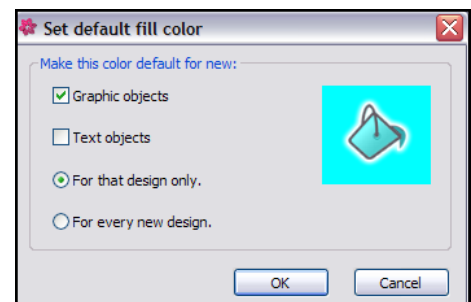 Set default fill color
Make this color default for new:
Graphic objects
Text objects
For that design only.
For every new design.
OK Cancel